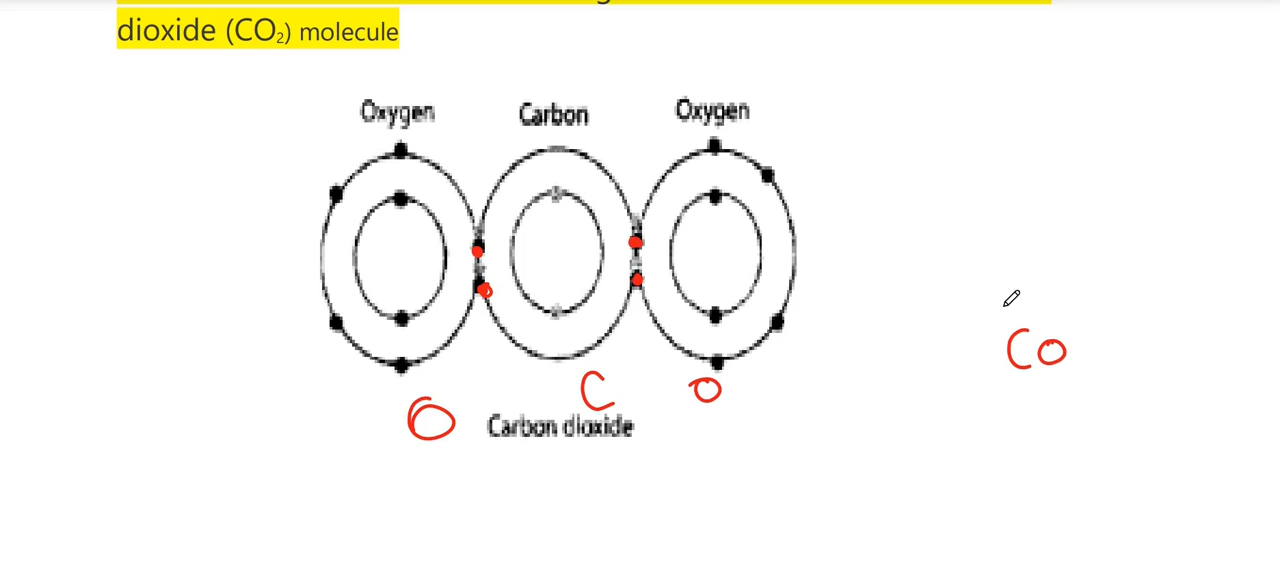 dioxide (CO₂) molecule
Oxygen Carbon Oxygen
O C O
Carbon dioxide
CO